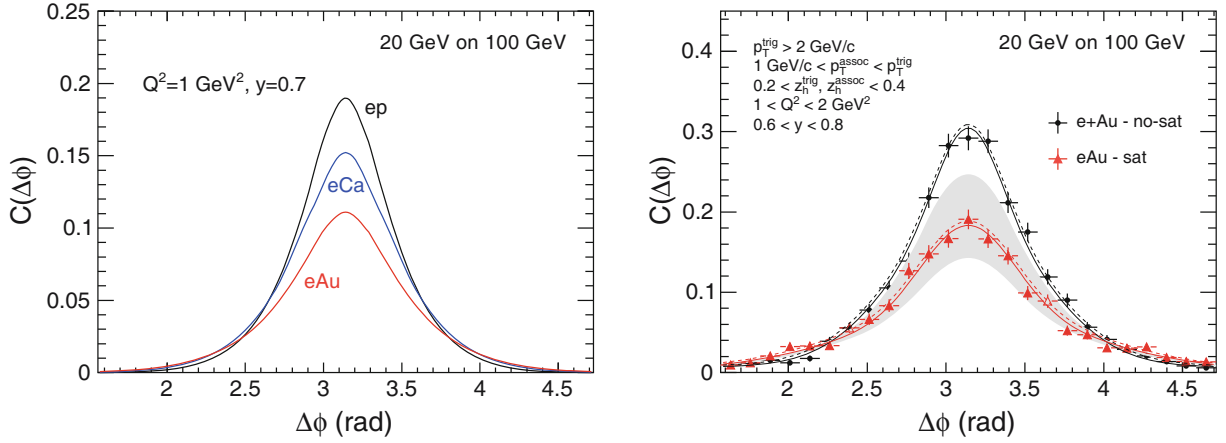 20 GeV on 100 GeV
Q²=1 GeV², y=0.7
ep
eCa
eAu
C(Δϕ)
0.25
0.20
0.15
0.10
0.05
0
2
2.5
3
3.5
4
4.5
Δϕ (rad)
20 GeV on 100 GeV
p_T^trig > 2 GeV/c
1 GeV/c < p_T^assoc < p_T^trig
0.2 < z_h^trig, z_h^assoc < 0.4
1 < Q² < 2 GeV²
0.6 < y < 0.8
e+Au - no-sat
eAu - sat
C(Δϕ)
0.4
0.3
0.2
0.1
0
2
2.5
3
3.5
4
4.5
Δϕ (rad)